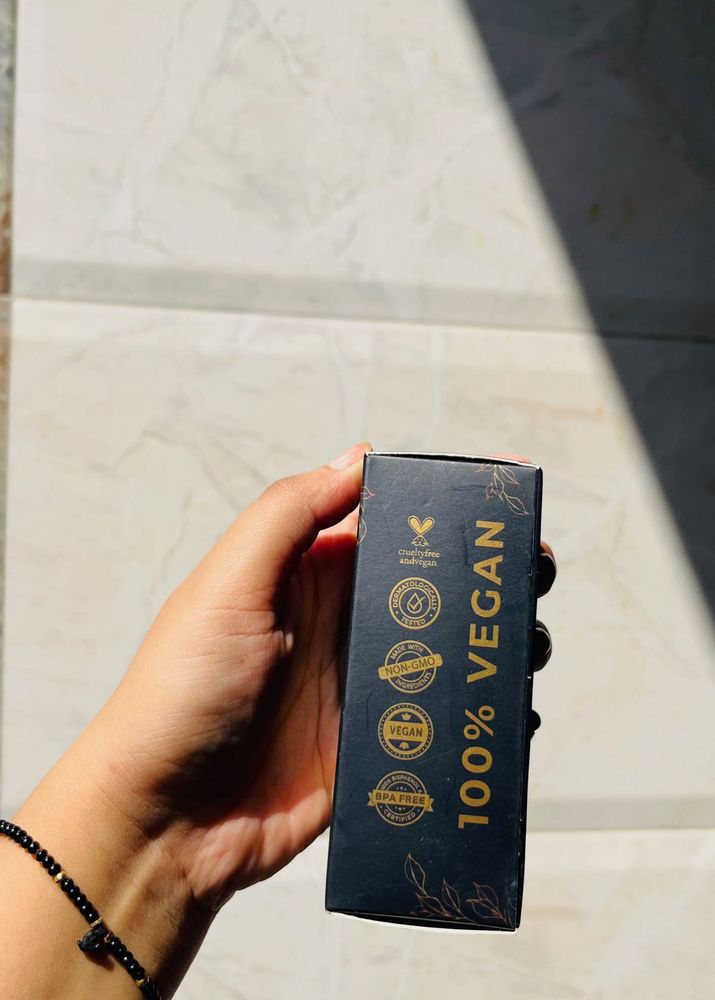 crueltyfree
andvegan
DERMATOLOGICALLY
TESTED
MADE WITH
NON-GMO
INGREDIENTS
VEGAN
BPA FREE
CERTIFIED
100% VEGAN